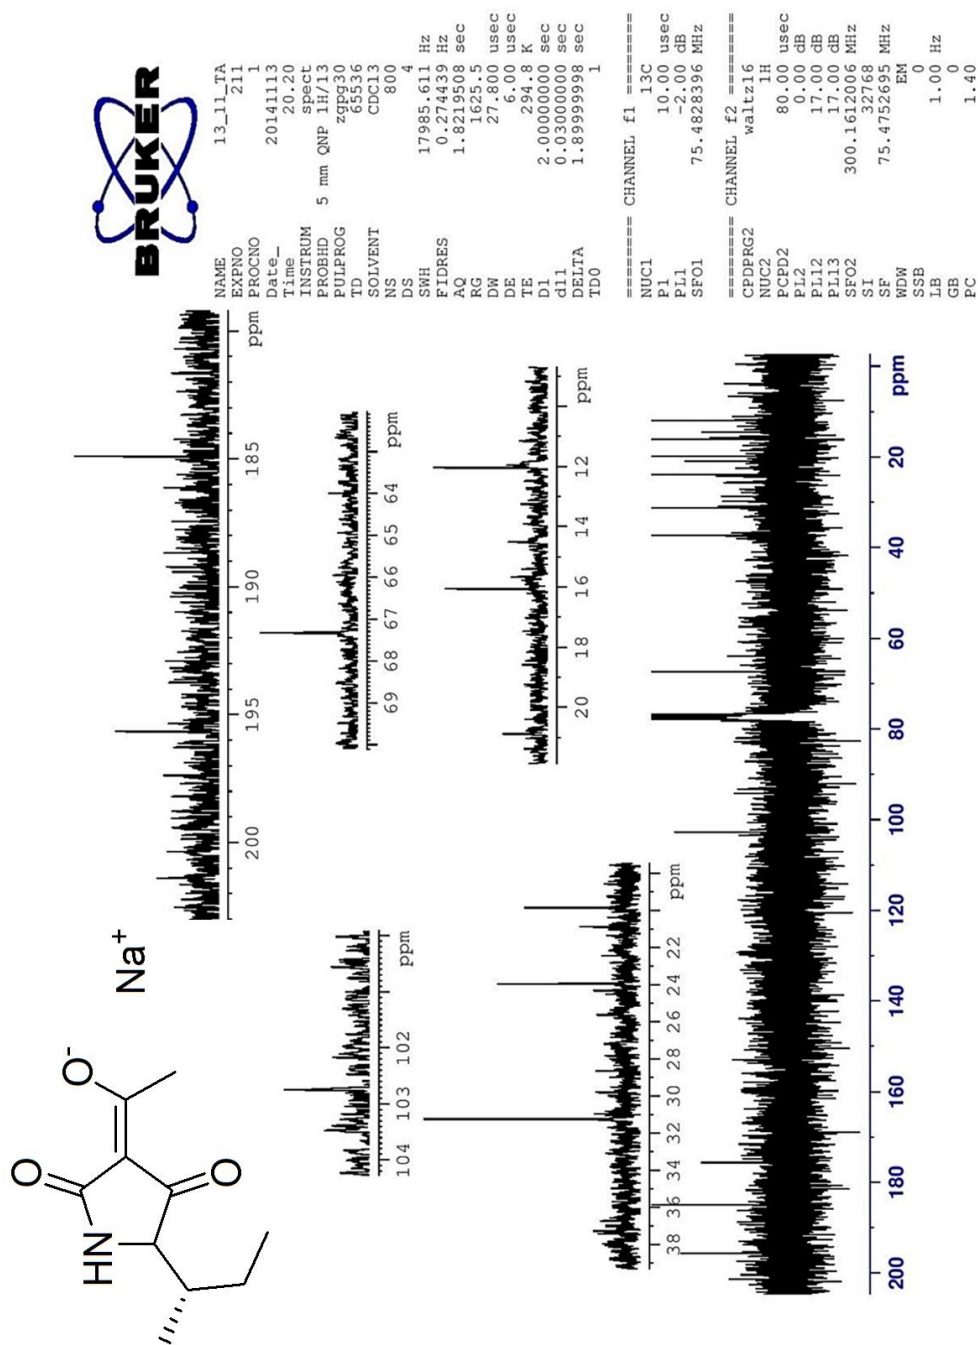 O
O-
Na+
HN
O
BRUKER
NAME 13_11_TA
EXPNO 211
PROCNO 1
Date_ 20141113
Time 20.20
INSTRUM spect
PROBHD 5 mm QNP 1H/13
PULPROG zgpg30
TD 65536
SOLVENT CDCl3
NS 800
DS 4
SWH 17985.611 Hz
FIDRES 0.274439 Hz
AQ 1.8219508 sec
RG 1625.5
DW 27.800 usec
DE 6.00 usec
TE 294.8 K
D1 2.00000000 sec
d11 0.03000000 sec
DELTA 1.89999998 sec
TD0 1
======== CHANNEL f1 ========
NUC1 13C
P1 10.00 usec
PL1 -2.00 dB
SFO1 75.4828396 MHz
======== CHANNEL f2 ========
CPDPRG2 waltz16
NUC2 1H
PCPD2 80.00 usec
PL2 0.00 dB
PL12 17.00 dB
PL13 17.00 dB
SFO2 300.1612006 MHz
SI 32768
SF 75.4752695 MHz
WDW EM
SSB 0
LB 1.00 Hz
GB 0
PC 1.40
200 195 190 185 ppm
104 103 102 ppm
69 68 67 66 65 64 ppm
38 36 34 32 30 28 26 24 22 ppm
20 18 16 14 12 ppm
200 180 160 140 120 100 80 60 40 20 ppm